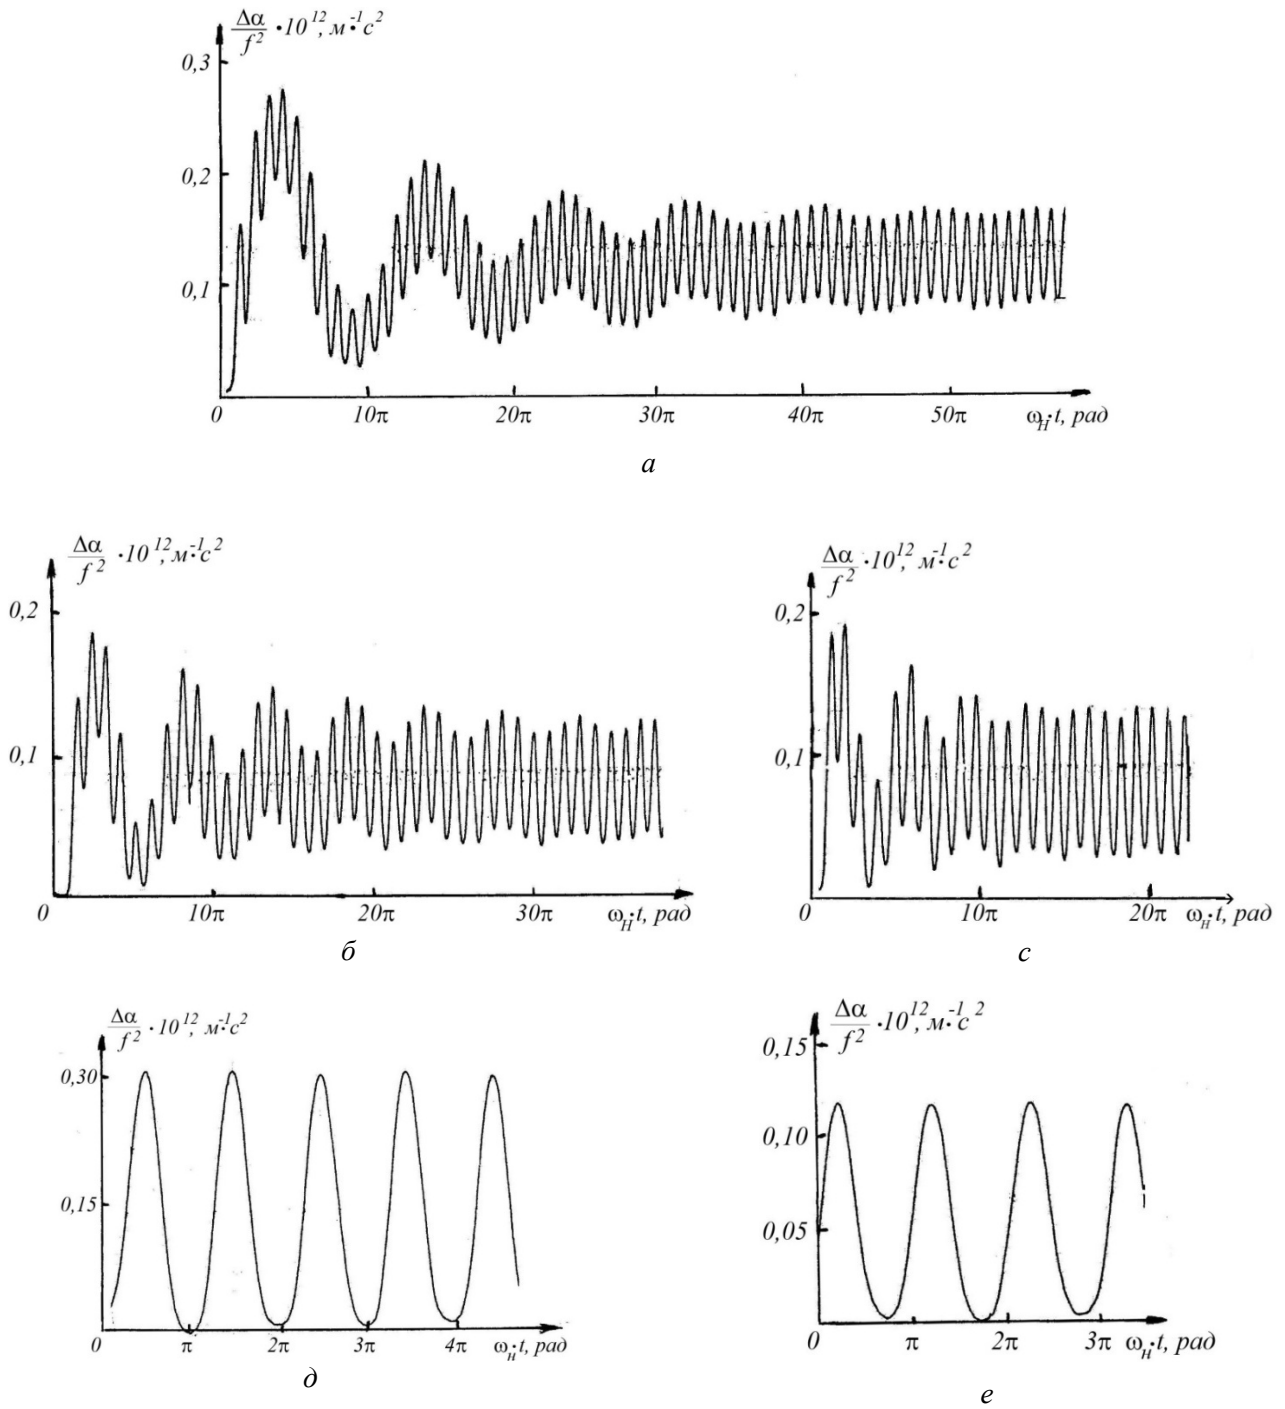 Δα/f² ·10¹², м⁻¹·с²
0,3
0,2
0,1
0 10π 20π 30π 40π 50π ω_H·t, рад
а
Δα/f² ·10¹², м⁻¹·с²
0,2
0,1
0 10π 20π 30π ω_H·t, рад
б
Δα/f² ·10¹², м⁻¹·с²
0,2
0,1
0 10π 20π ω_H·t, рад
с
Δα/f² ·10¹², м⁻¹·с²
0,30
0,15
0 π 2π 3π 4π ω_H·t, рад
д
Δα/f² ·10¹², м⁻¹·с²
0,15
0,10
0,05
0 π 2π 3π ω_H·t, рад
е